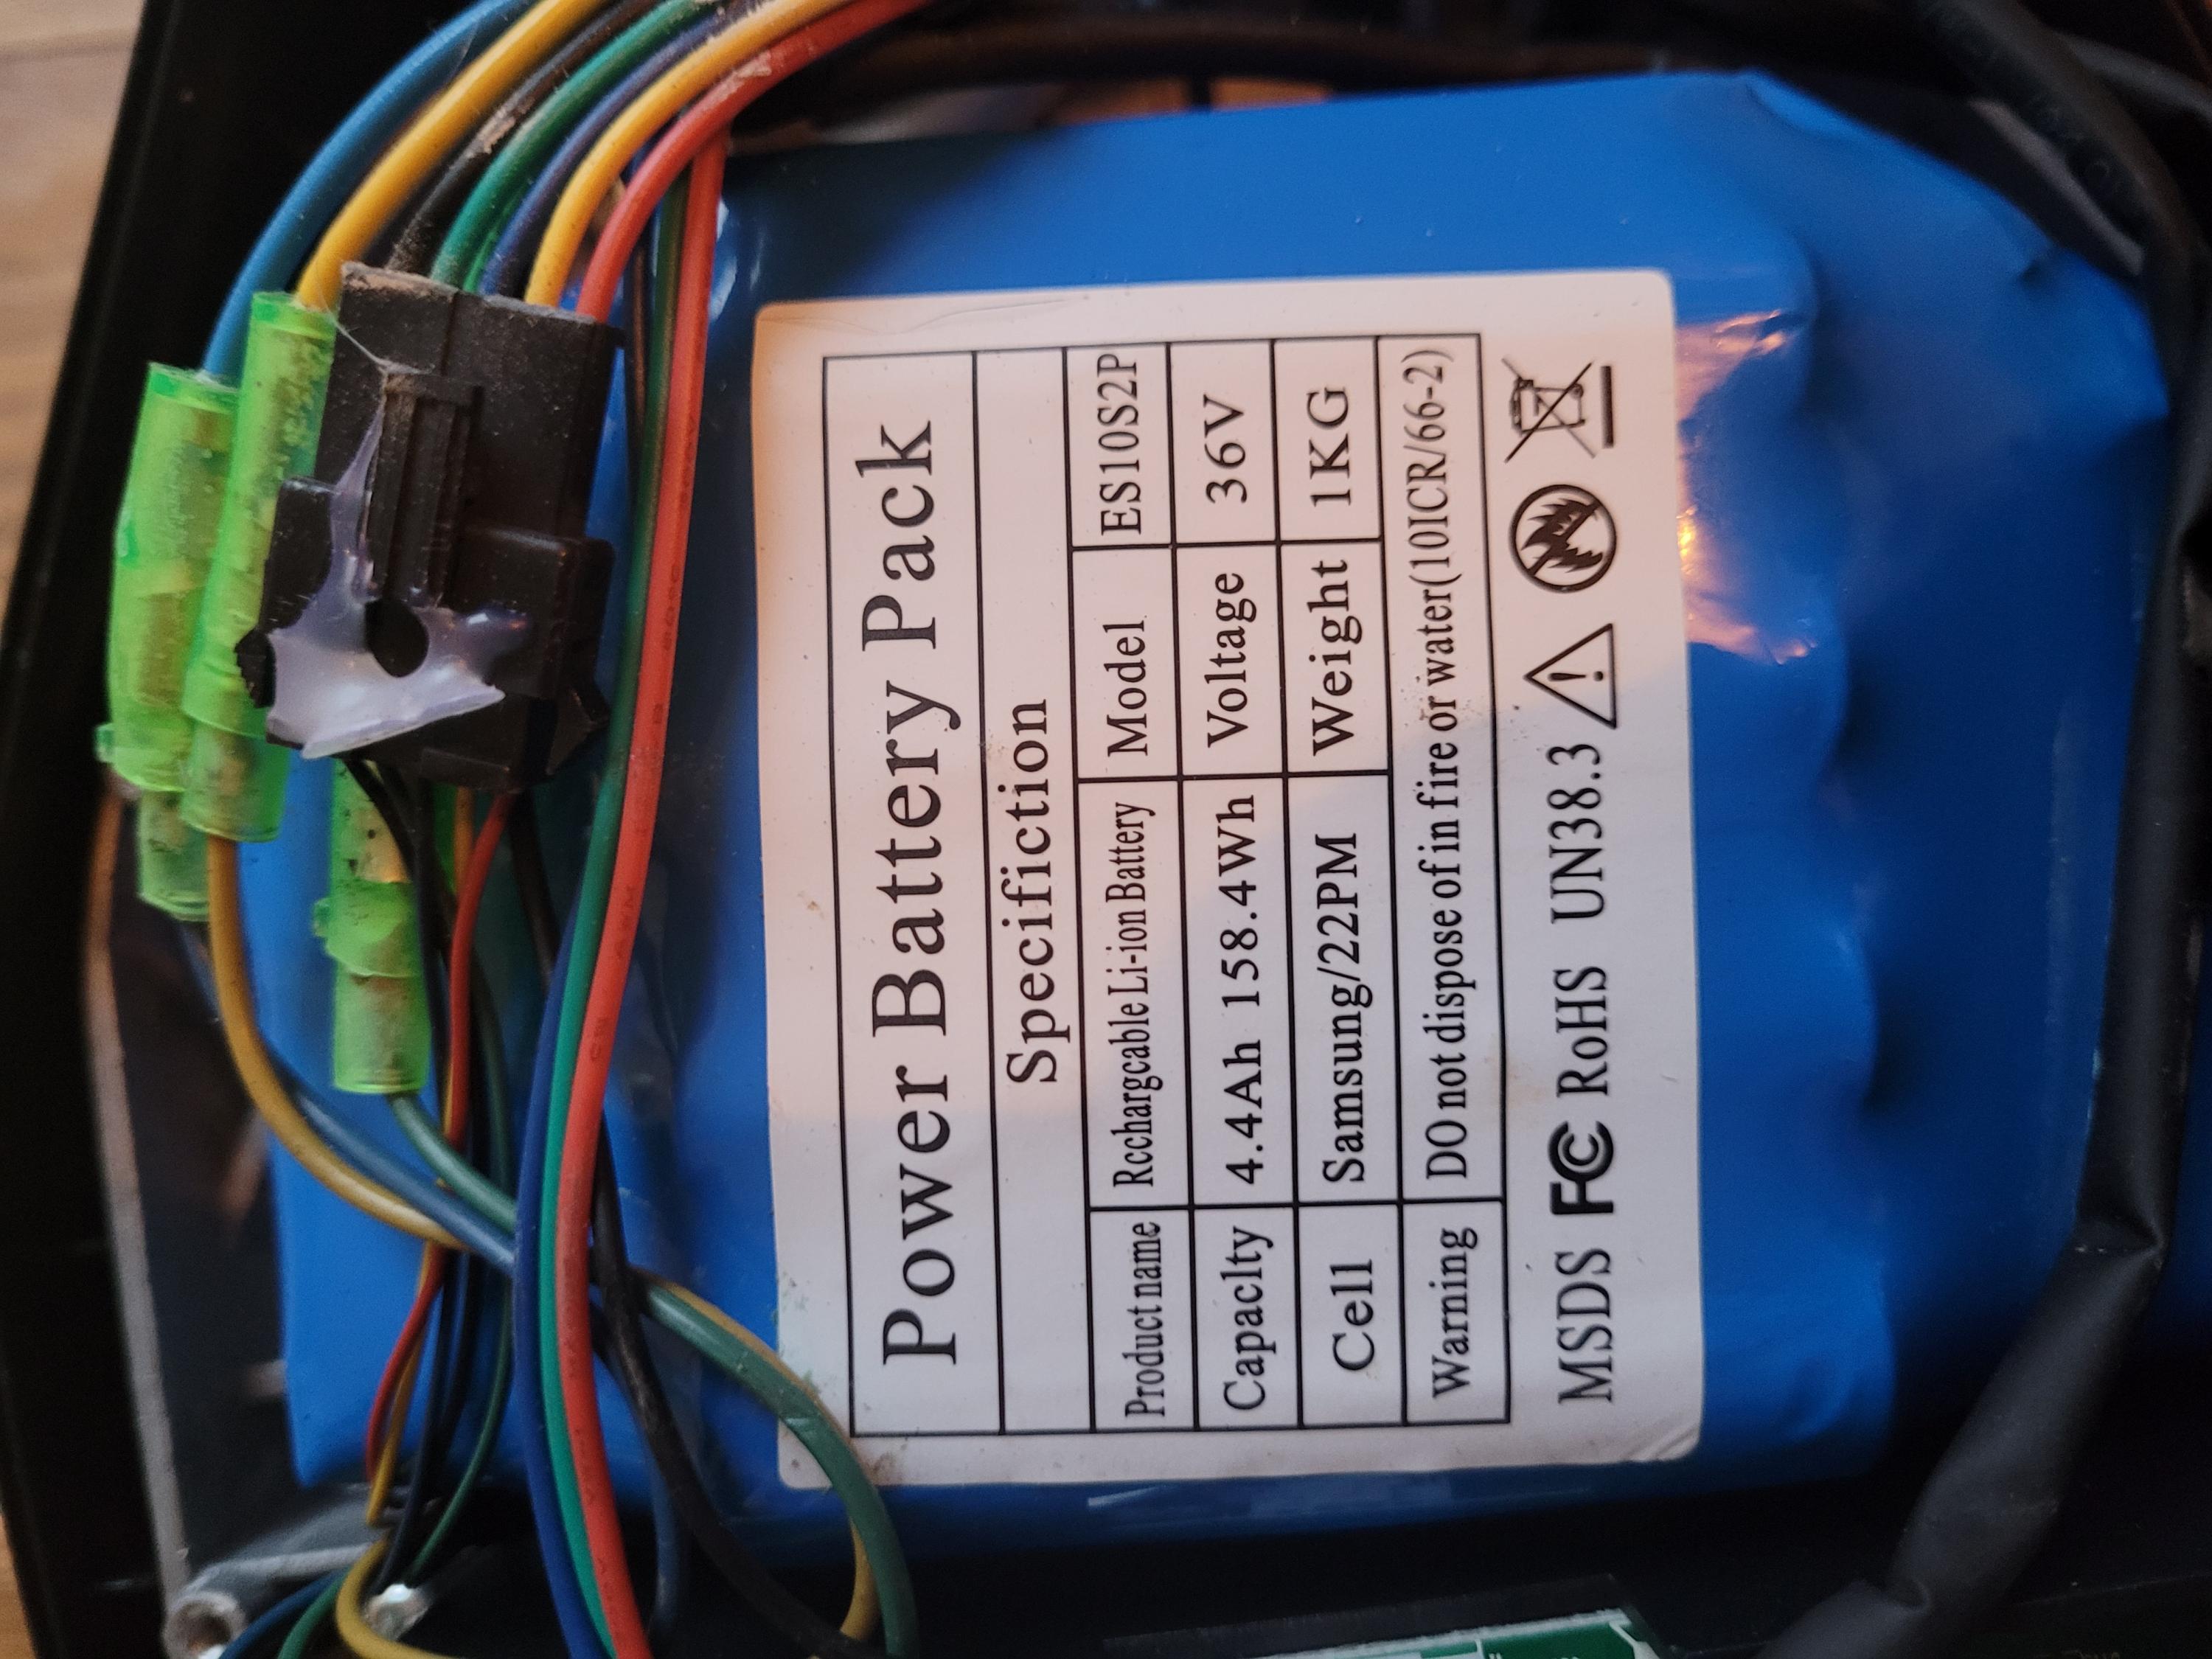 Power Battery Pack
Specifiction
Product name Rechargeable Li-ion Battery Model ES10S2P
Capaclty 4.4Ah 158.4Wh Voltage 36V
Cell Samsung/22PM Weight 1KG
Warning DO not dispose of in fire or water(10ICR/66-2)
MSDS FC RoHS UN38.3